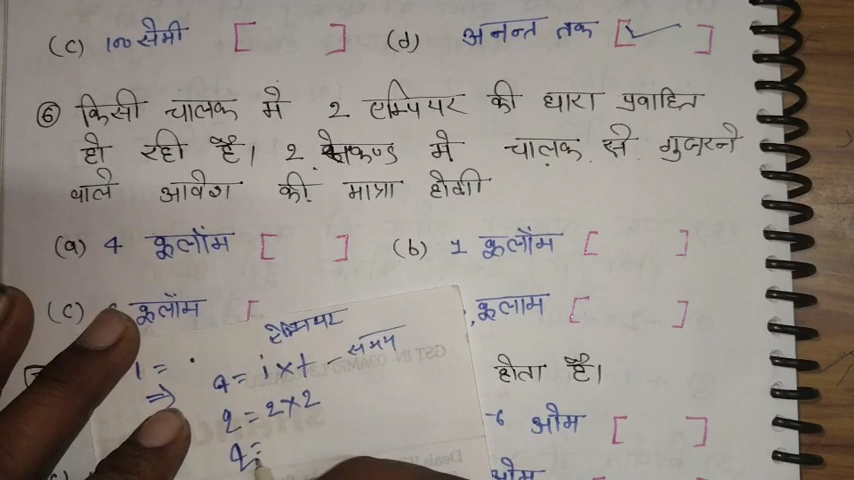 (c) 100 सेमी [ ] (d) अनन्त तक [✓]
⑥ किसी चालक में 2 एम्पियर की धारा प्रवाहित
हो रही है। 2 सेकण्ड मे चालक से गुजरने
वाले आवेश की मात्रा होगी
(a) 4 कूलॉम [ ] (b) 1 कूलॉम [ ]
(c) कूलॉम [ कूलाम [ ]
एम्पियर
I = q = i × t - समय
⇒ q = 2×2
q =
होता है।
-6 ओम [ ]
ओम